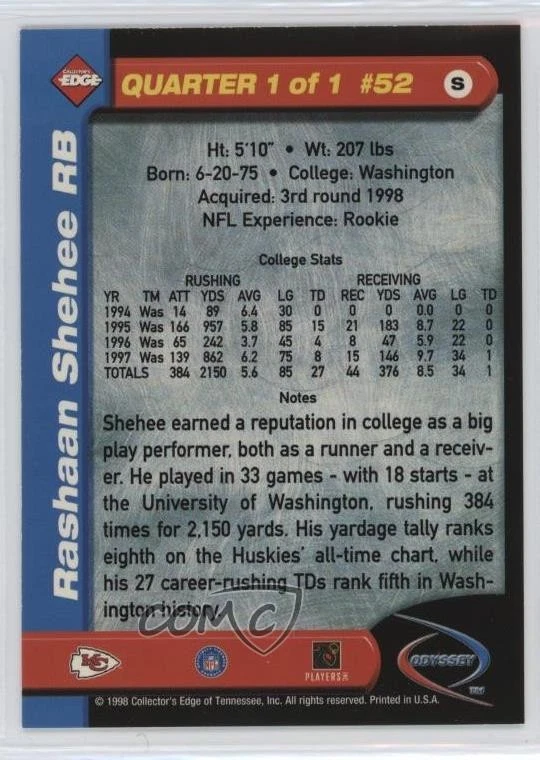 COLLECTOR'S
EDGE
QUARTER 1 of 1 #52
S
Rashaan Shehee RB
Ht: 5'10" • Wt: 207 lbs
Born: 6-20-75 • College: Washington
Acquired: 3rd round 1998
NFL Experience: Rookie
College Stats
RUSHING RECEIVING
YR TM ATT YDS AVG LG TD REC YDS AVG LG TD
1994 Was 14 89 6.4 30 0 0 0 0.0 0 0
1995 Was 166 957 5.8 85 15 21 183 8.7 22 0
1996 Was 65 242 3.7 45 4 8 47 5.9 22 0
1997 Was 139 862 6.2 75 8 15 146 9.7 34 1
TOTALS 384 2150 5.6 85 27 44 376 8.5 34 1
Notes
Shehee earned a reputation in college as a big
play performer, both as a runner and a receiv-
er. He played in 33 games - with 18 starts - at
the University of Washington, rushing 384
times for 2,150 yards. His yardage tally ranks
eighth on the Huskies' all-time chart, while
his 27 career-rushing TDs rank fifth in Wash-
ington history.
COMC
KC
NFL
PLAYERS INC
ODYSSEY
TM
© 1998 Collector's Edge of Tennessee, Inc. All rights reserved. Printed in U.S.A.